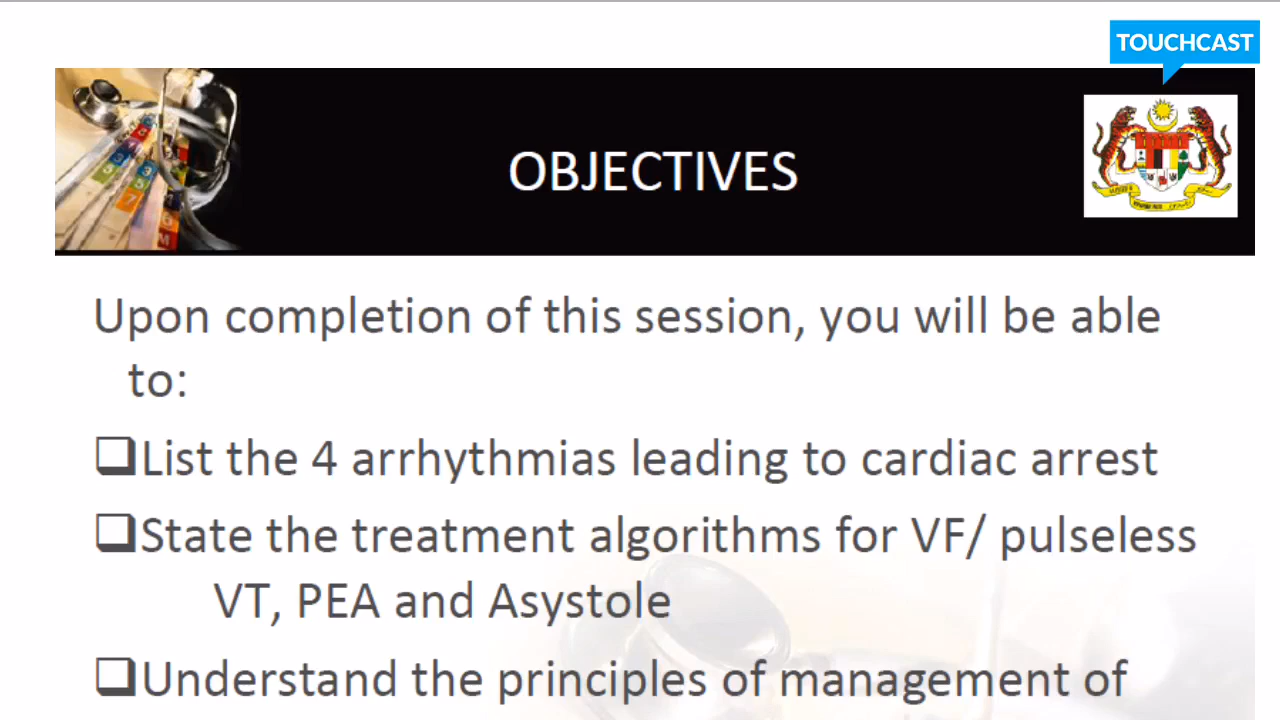 TOUCHCAST
OBJECTIVES
Upon completion of this session, you will be able
to:
❑List the 4 arrhythmias leading to cardiac arrest
❑State the treatment algorithms for VF/ pulseless
VT, PEA and Asystole
❑Understand the principles of management of